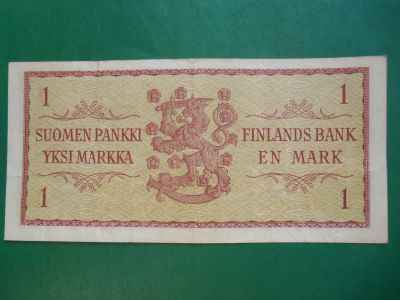 1 1
SUOMEN PANKKI FINLANDS BANK
YKSI MARKKA EN MARK
1 1